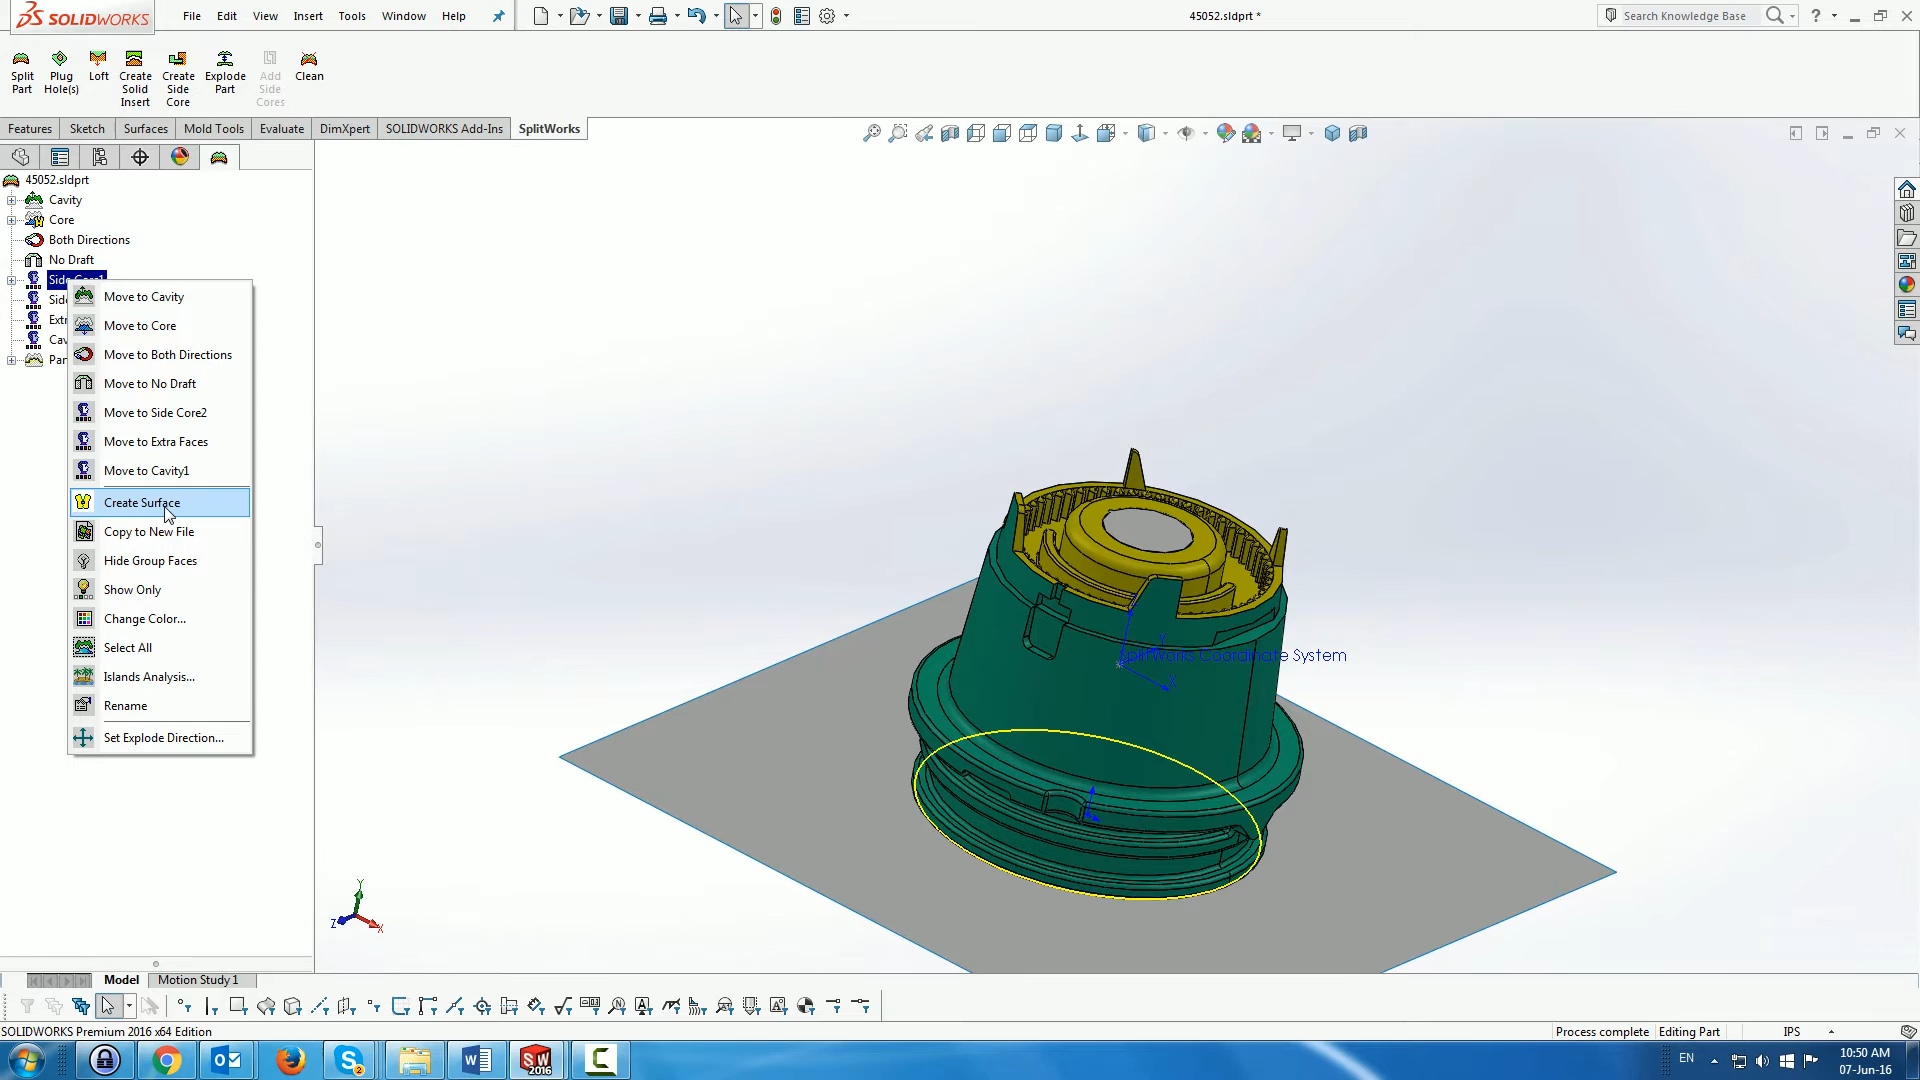 SOLIDWORKS
File Edit View Insert Tools Window Help
45052.sldprt *
Search Knowledge Base
Split Part
Plug Hole(s)
Loft
Create Solid Insert
Create Side Core
Explode Part
Add Side Cores
Clean
Features Sketch Surfaces Mold Tools Evaluate DimXpert SOLIDWORKS Add-Ins SplitWorks
45052.sldprt
Cavity
Core
Both Directions
No Draft
Move to Cavity
Move to Core
Move to Both Directions
Move to No Draft
Move to Side Core2
Move to Extra Faces
Move to Cavity1
Create Surface
Copy to New File
Hide Group Faces
Show Only
Change Color...
Select All
Islands Analysis...
Rename
Set Explode Direction...
SplitWorks Coordinate System
Y
X
Y
Z
X
Model Motion Study 1
SOLIDWORKS Premium 2016 x64 Edition
Process complete Editing Part IPS
EN
10:50 AM
07-Jun-16